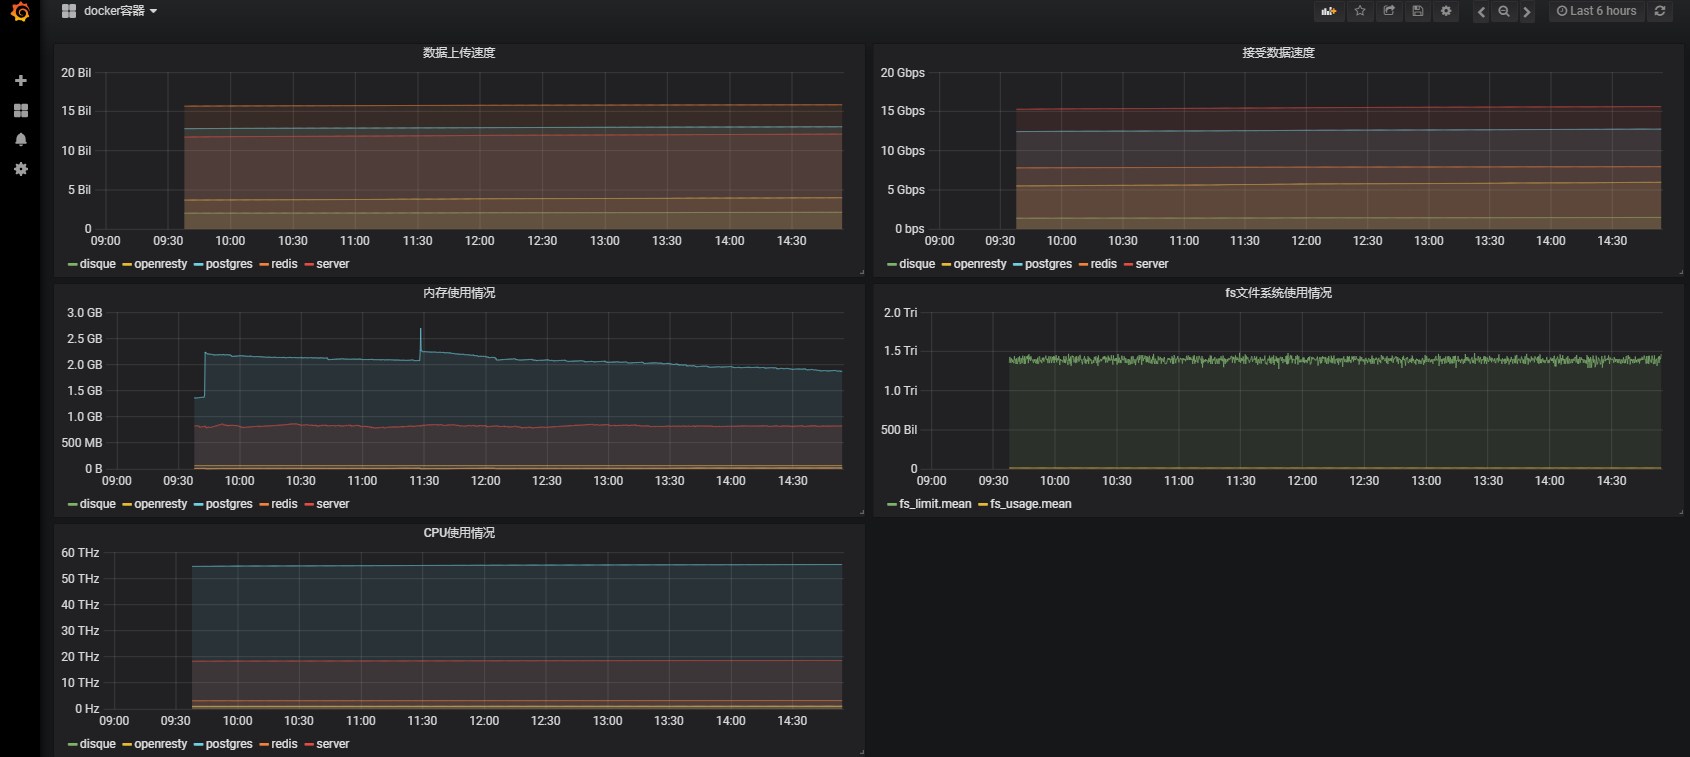 docker容器
Last 6 hours
数据上传速度
20 Bil
15 Bil
10 Bil
5 Bil
0
09:00 09:30 10:00 10:30 11:00 11:30 12:00 12:30 13:00 13:30 14:00 14:30
disque openresty postgres redis server
接受数据速度
20 Gbps
15 Gbps
10 Gbps
5 Gbps
0 bps
09:00 09:30 10:00 10:30 11:00 11:30 12:00 12:30 13:00 13:30 14:00 14:30
disque openresty postgres redis server
内存使用情况
3.0 GB
2.5 GB
2.0 GB
1.5 GB
1.0 GB
500 MB
0 B
09:00 09:30 10:00 10:30 11:00 11:30 12:00 12:30 13:00 13:30 14:00 14:30
disque openresty postgres redis server
fs文件系统使用情况
2.0 Tri
1.5 Tri
1.0 Tri
500 Bil
0
09:00 09:30 10:00 10:30 11:00 11:30 12:00 12:30 13:00 13:30 14:00 14:30
fs_limit.mean fs_usage.mean
CPU使用情况
60 THz
50 THz
40 THz
30 THz
20 THz
10 THz
0 Hz
09:00 09:30 10:00 10:30 11:00 11:30 12:00 12:30 13:00 13:30 14:00 14:30
disque openresty postgres redis server